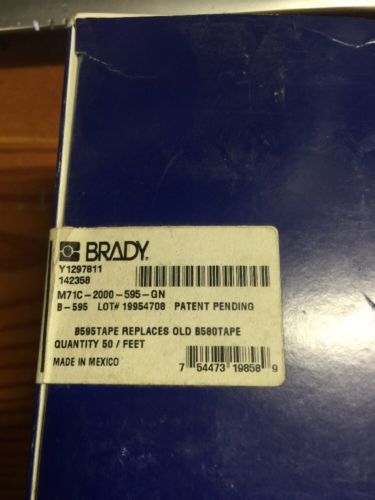 BRADY.
Y1297811
142358
M71C-2000-595-GN
B-595 LOT# 19954708 PATENT PENDING
B595TAPE REPLACES OLD B580TAPE
QUANTITY 50 / FEET
MADE IN MEXICO
7 54473 19858 9